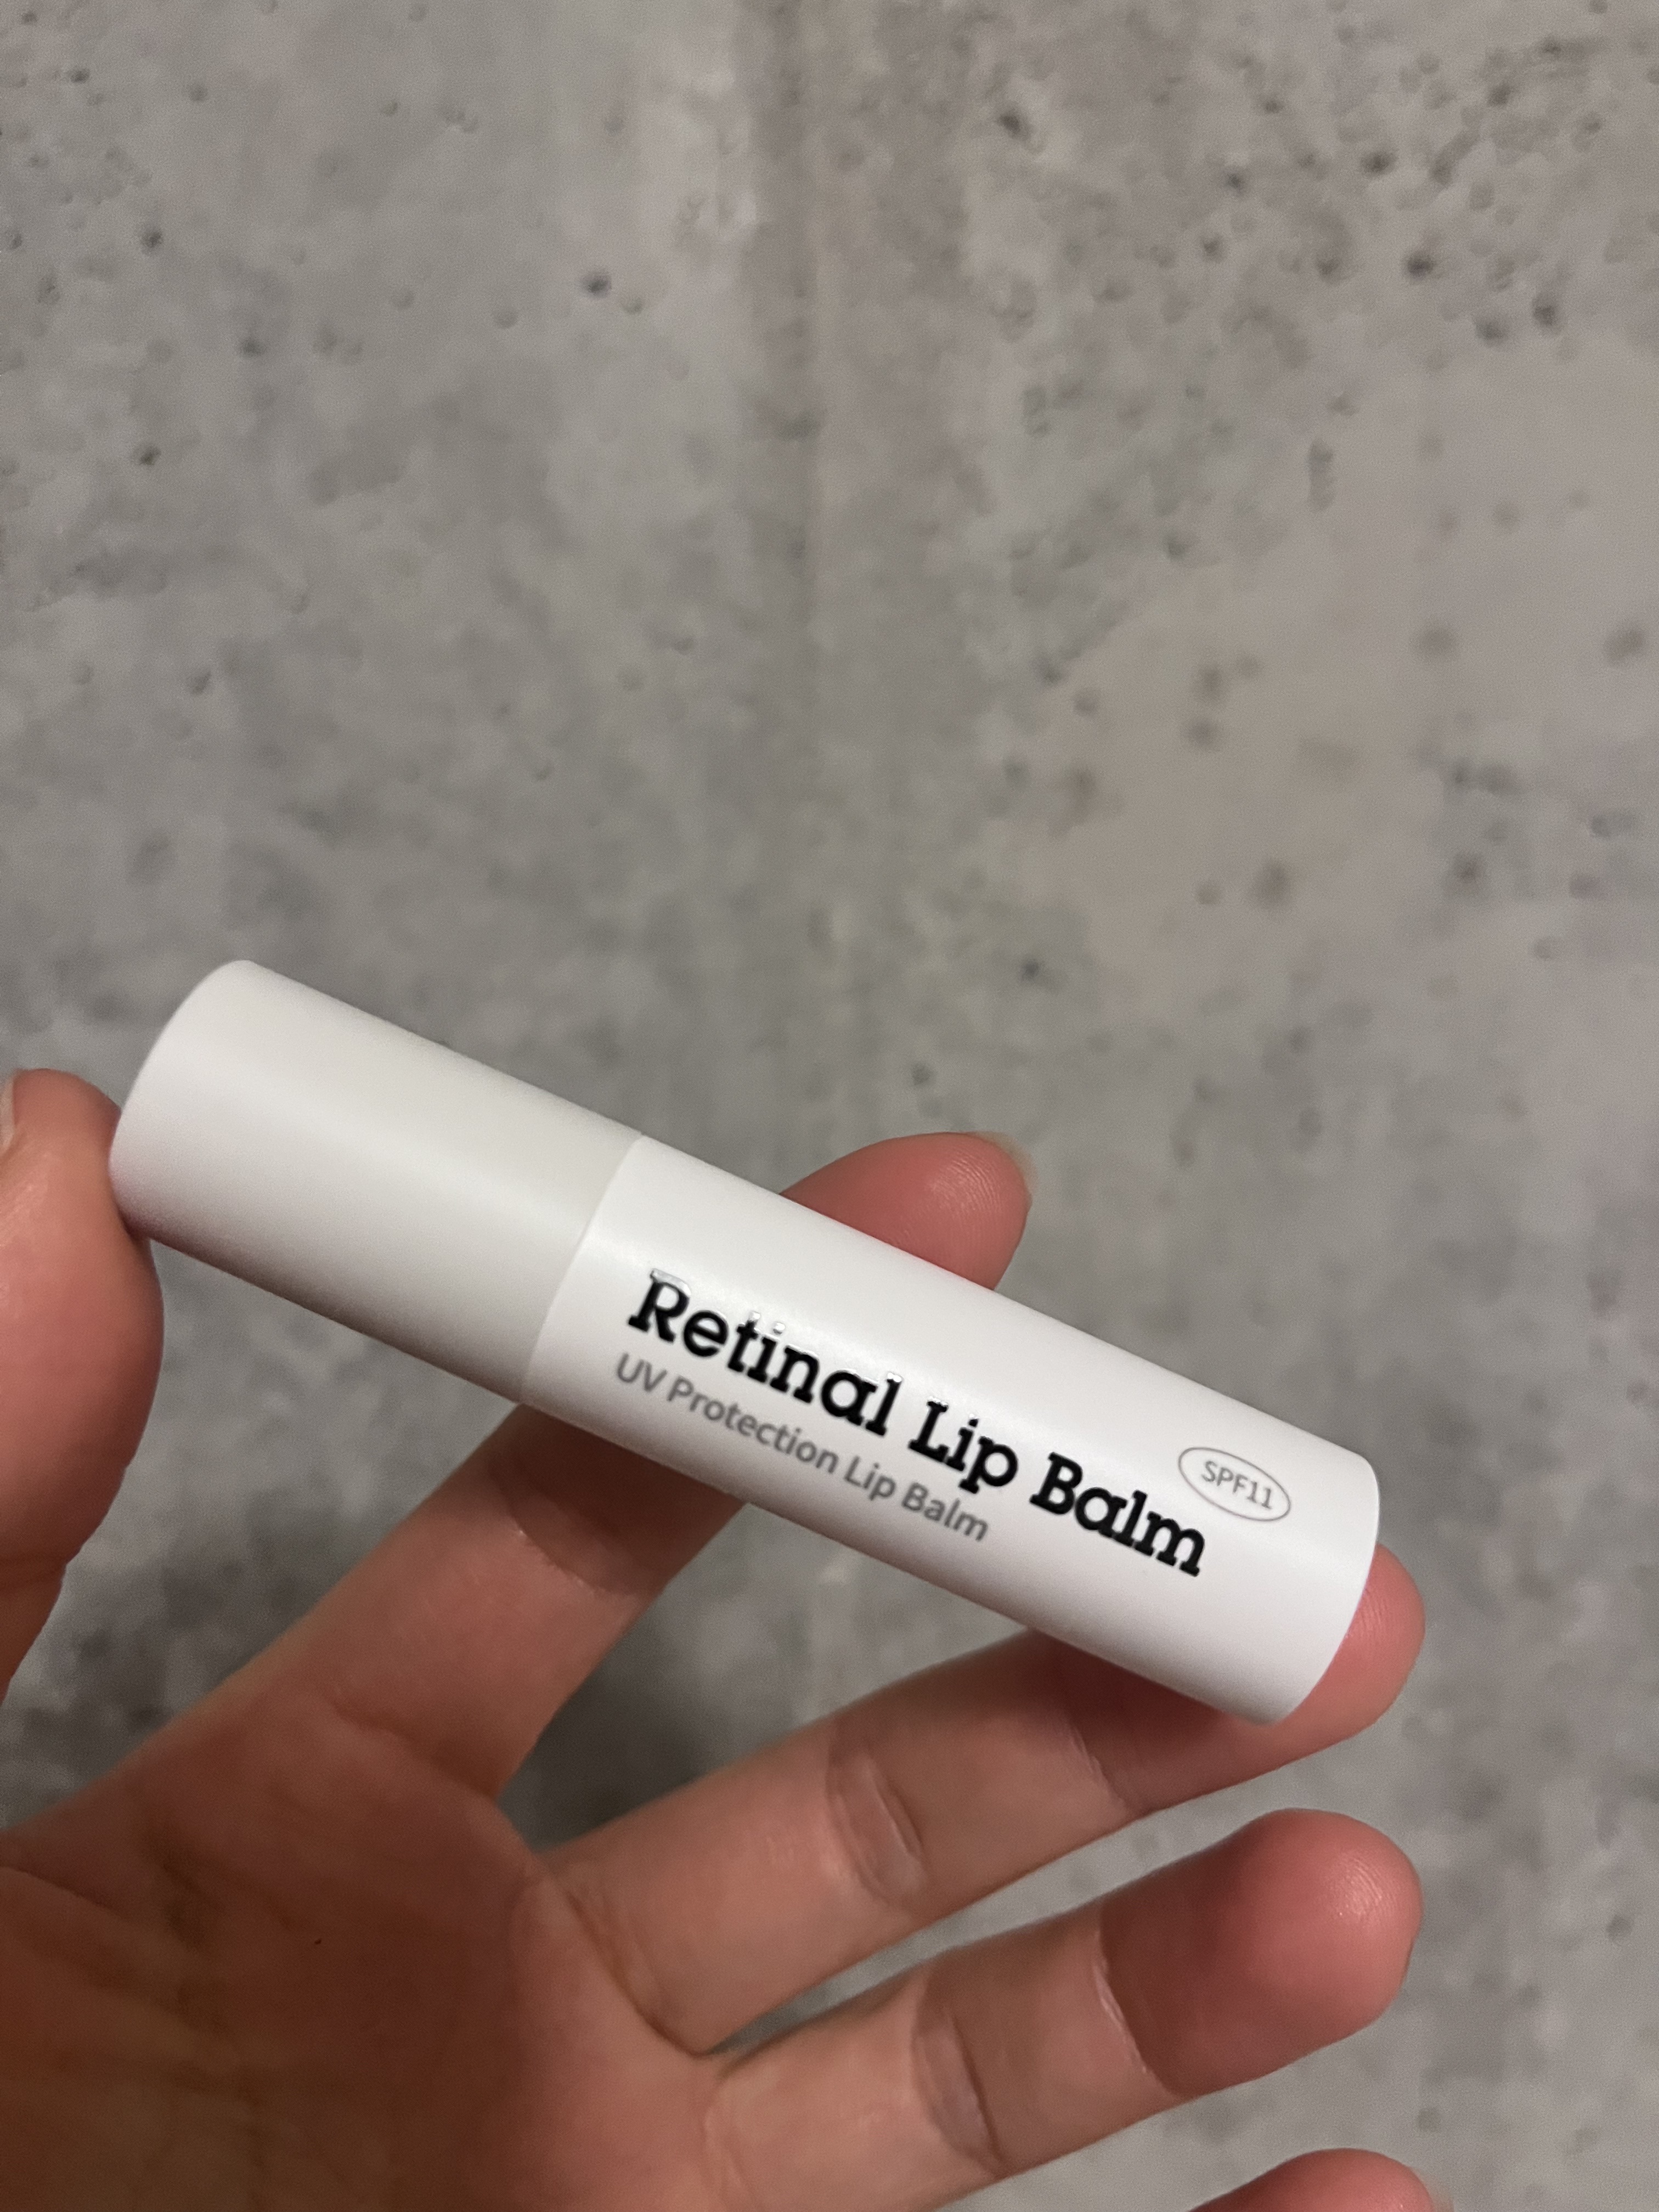 Retinal Lip Balm
UV Protection Lip Balm
SPF11